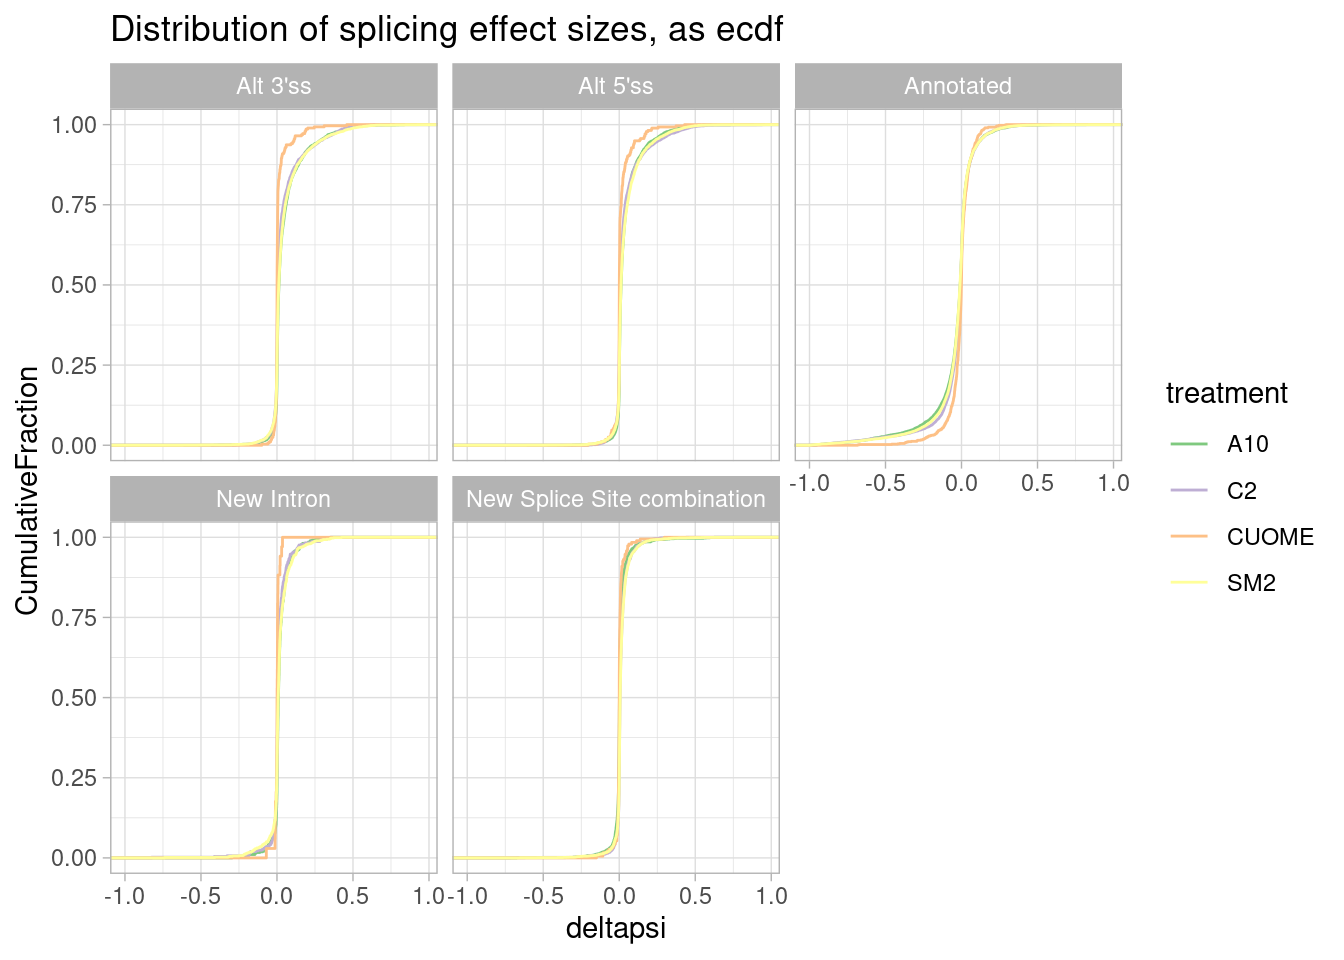 Distribution of splicing effect sizes, as ecdf
Alt 3'ss
Alt 5'ss
Annotated
1.00
0.75
0.50
0.25
0.00
-1.0 -0.5 0.0 0.5 1.0
New Intron
New Splice Site combination
1.00
0.75
0.50
0.25
0.00
-1.0 -0.5 0.0 0.5 1.0
-1.0 -0.5 0.0 0.5 1.0
deltapsi
CumulativeFraction
treatment
A10
C2
CUOME
SM2